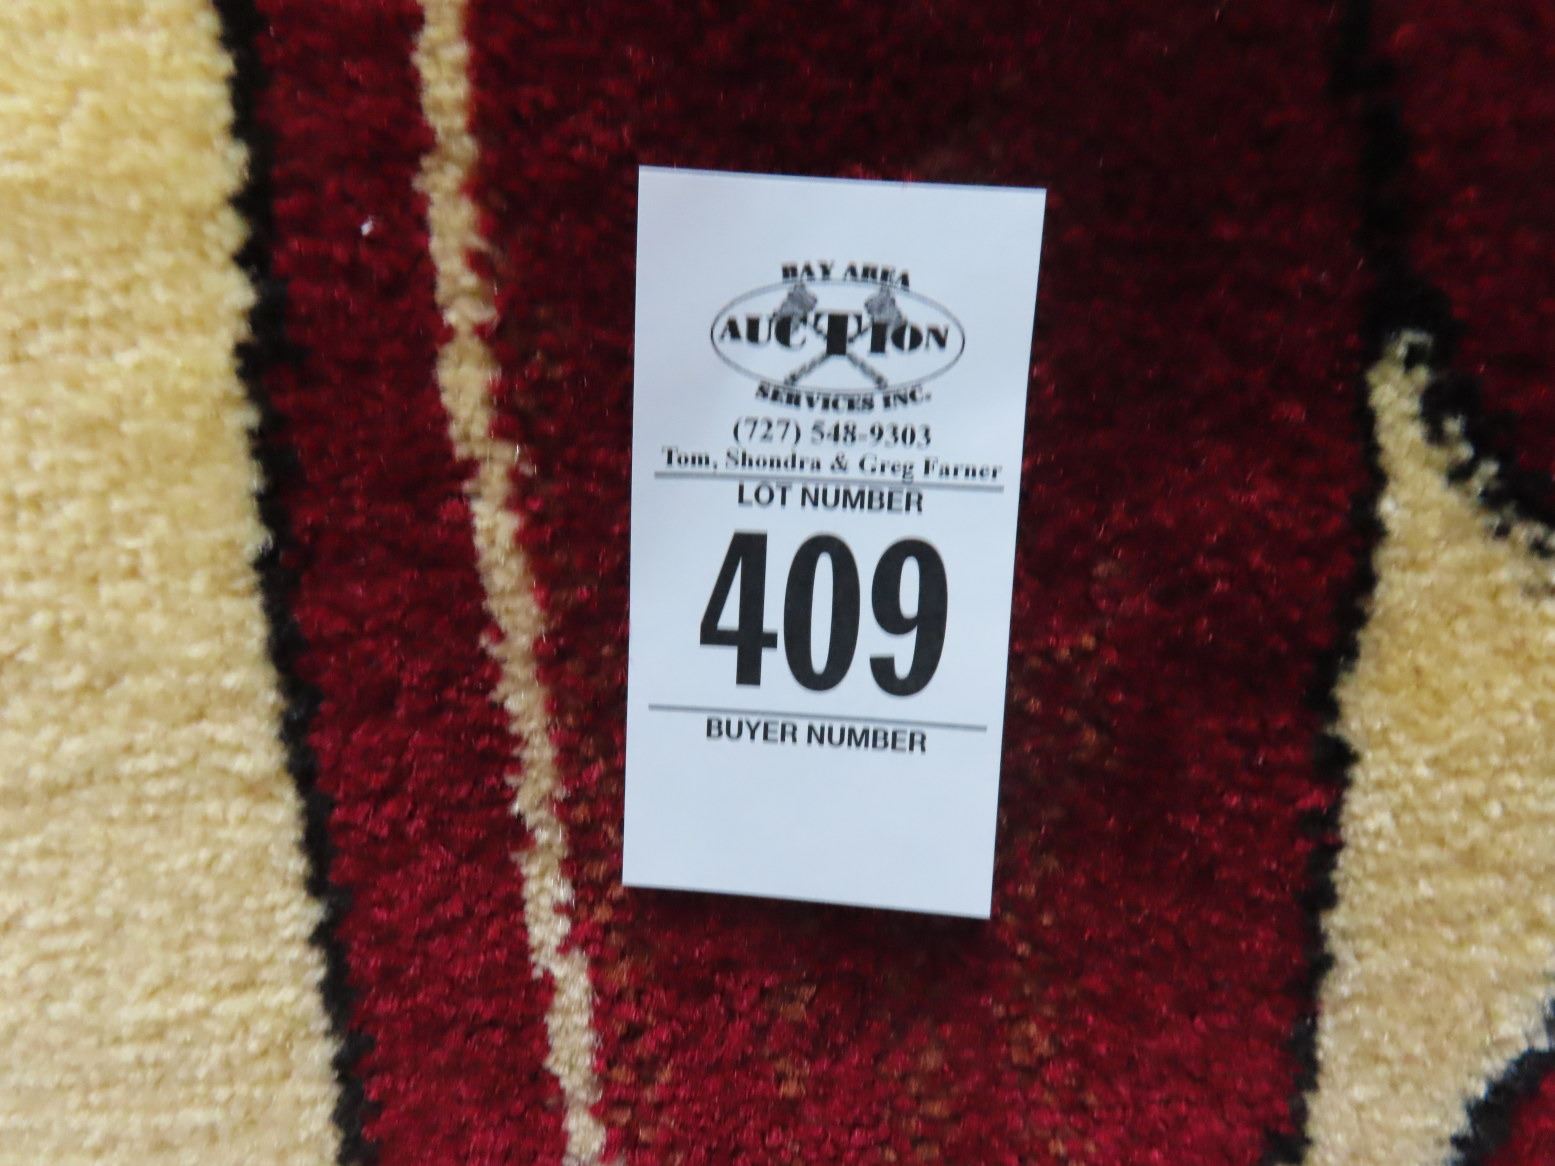 BAY AREA
AUCTION
SERVICES INC.
(727) 548-9303
Tom, Shondra & Greg Farner
LOT NUMBER
409
BUYER NUMBER